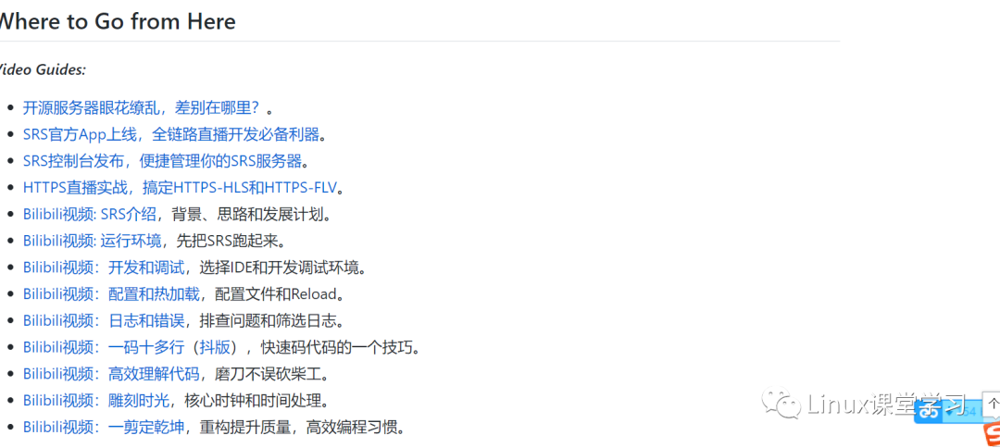 Where to Go from Here
Video Guides:
开源服务器眼花缭乱，差别在哪里？。
SRS官方App上线，全链路直播开发必备利器。
SRS控制台发布，便捷管理你的SRS服务器。
HTTPS直播实战，搞定HTTPS-HLS和HTTPS-FLV。
Bilibili视频: SRS介绍，背景、思路和发展计划。
Bilibili视频: 运行环境，先把SRS跑起来。
Bilibili视频：开发和调试，选择IDE和开发调试环境。
Bilibili视频：配置和热加载，配置文件和Reload。
Bilibili视频：日志和错误，排查问题和筛选日志。
Bilibili视频：一码十多行（抖版），快速码代码的一个技巧。
Bilibili视频：高效理解代码，磨刀不误砍柴工。
Bilibili视频：雕刻时光，核心时钟和时间处理。
Bilibili视频：一剪定乾坤，重构提升质量，高效编程习惯。
Linux课堂学习
个